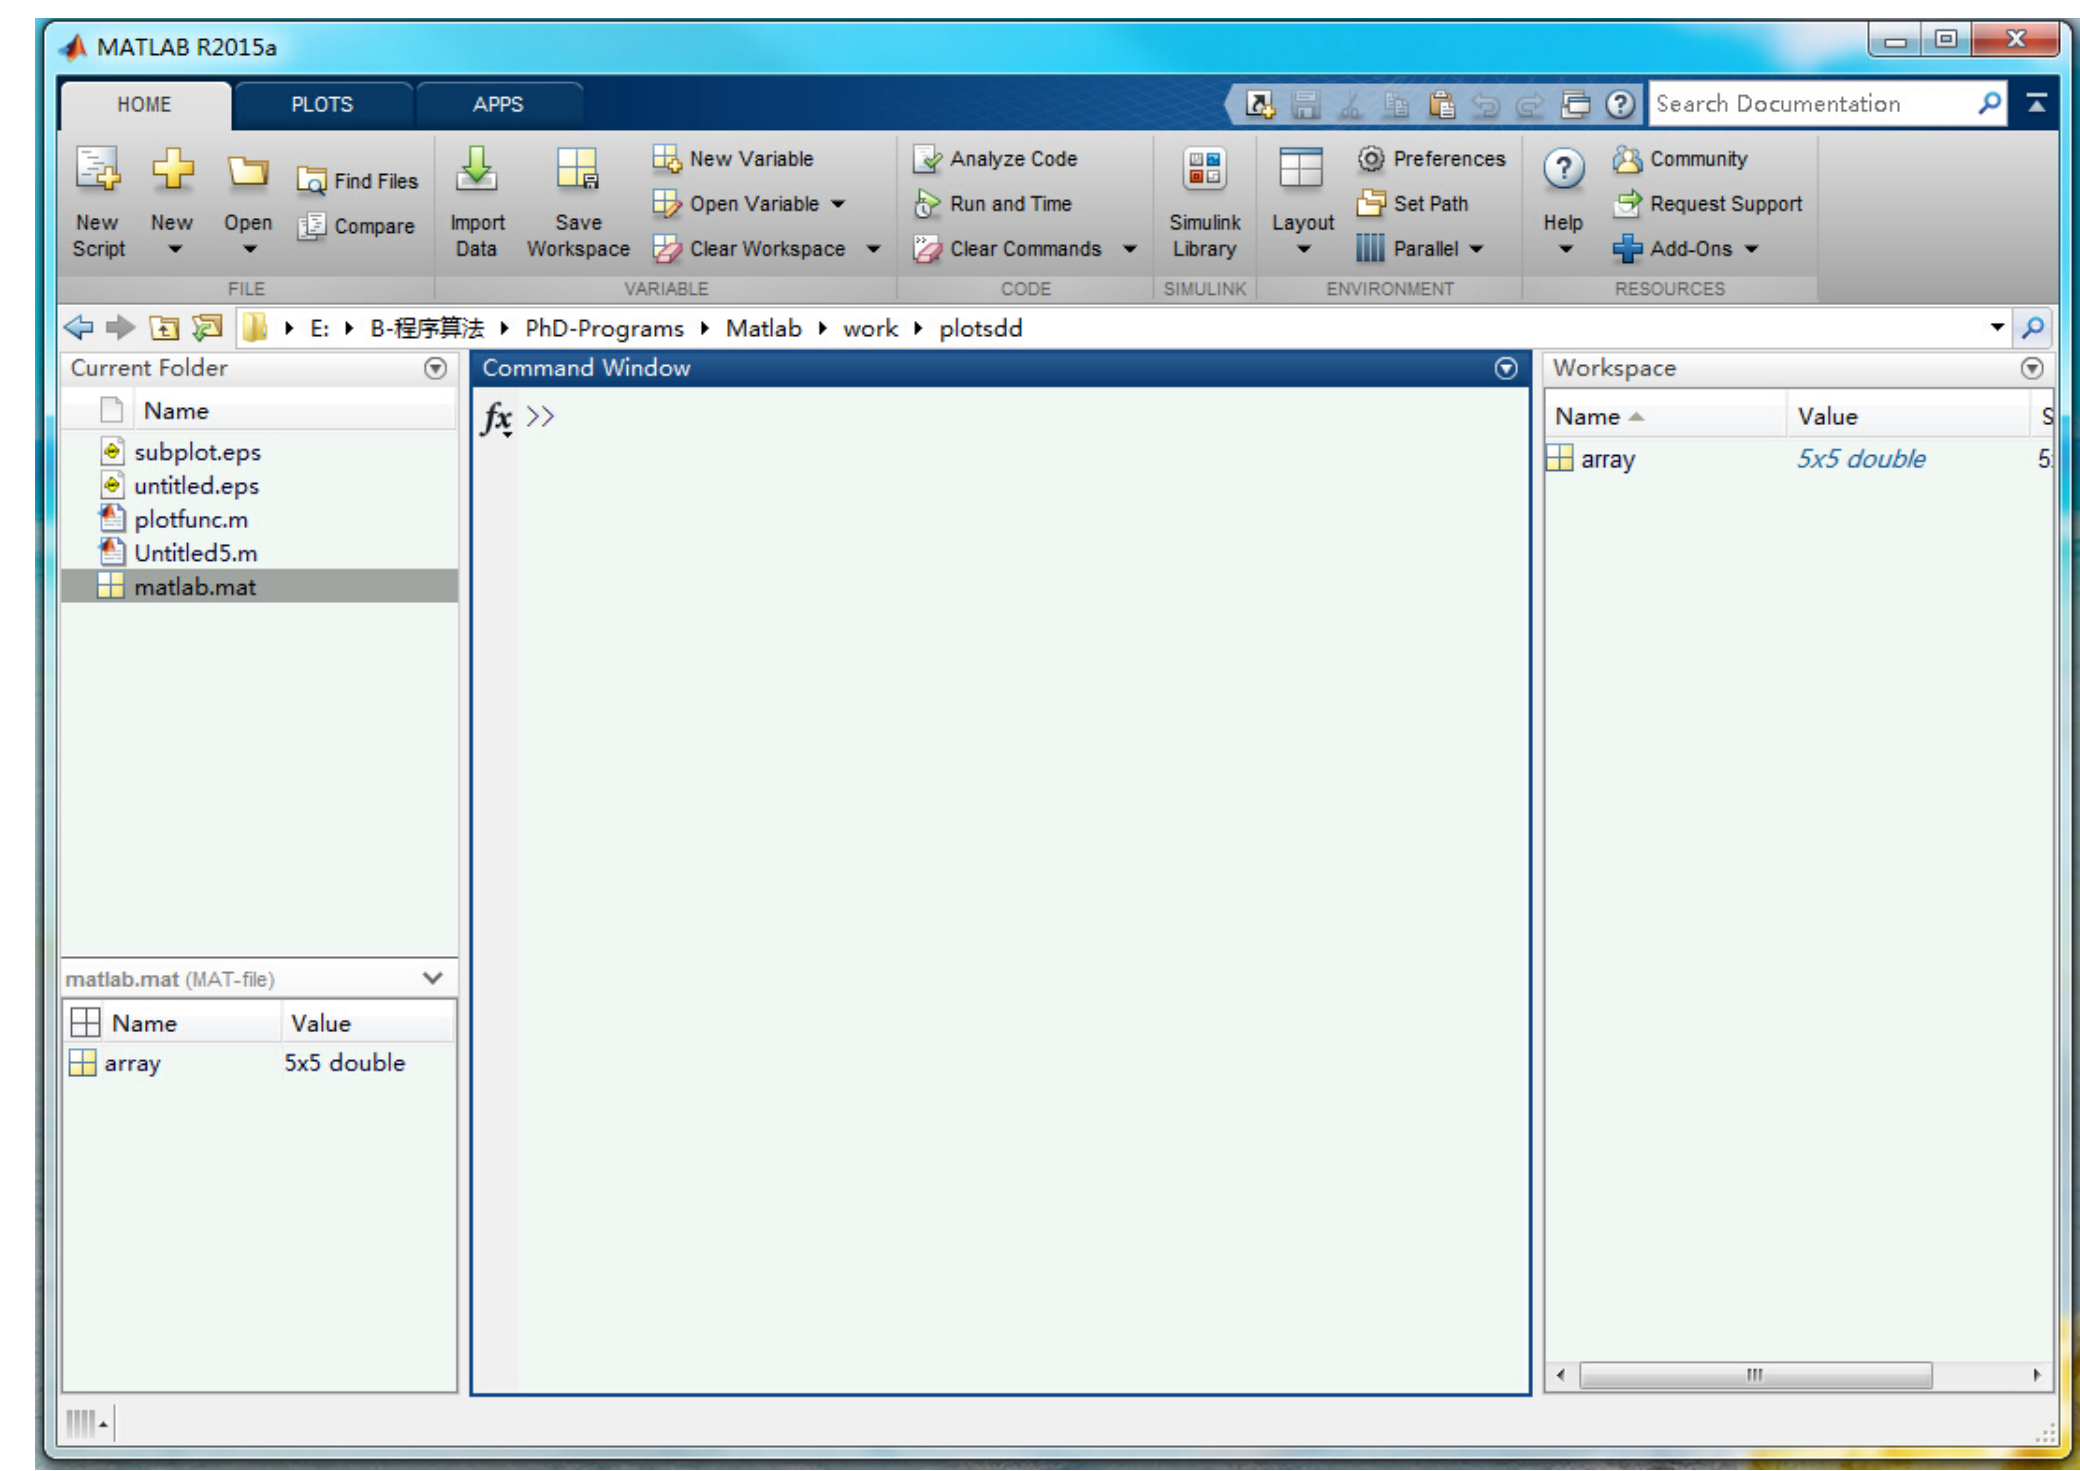 MATLAB R2015a
HOME PLOTS APPS Search Documentation
New Script New Open Find Files Compare Import Data Save Workspace New Variable Open Variable Clear Workspace Analyze Code Run and Time Clear Commands Simulink Library Layout Preferences Set Path Parallel Help Community Request Support Add-Ons
FILE VARIABLE CODE SIMULINK ENVIRONMENT RESOURCES
E: B-程序算法 PhD-Programs Matlab work plotsdd
Current Folder
Name
subplot.eps
untitled.eps
plotfunc.m
Untitled5.m
matlab.mat
matlab.mat (MAT-file)
Name Value
array 5x5 double
Command Window
fx >>
Workspace
Name Value S
array 5x5 double 5